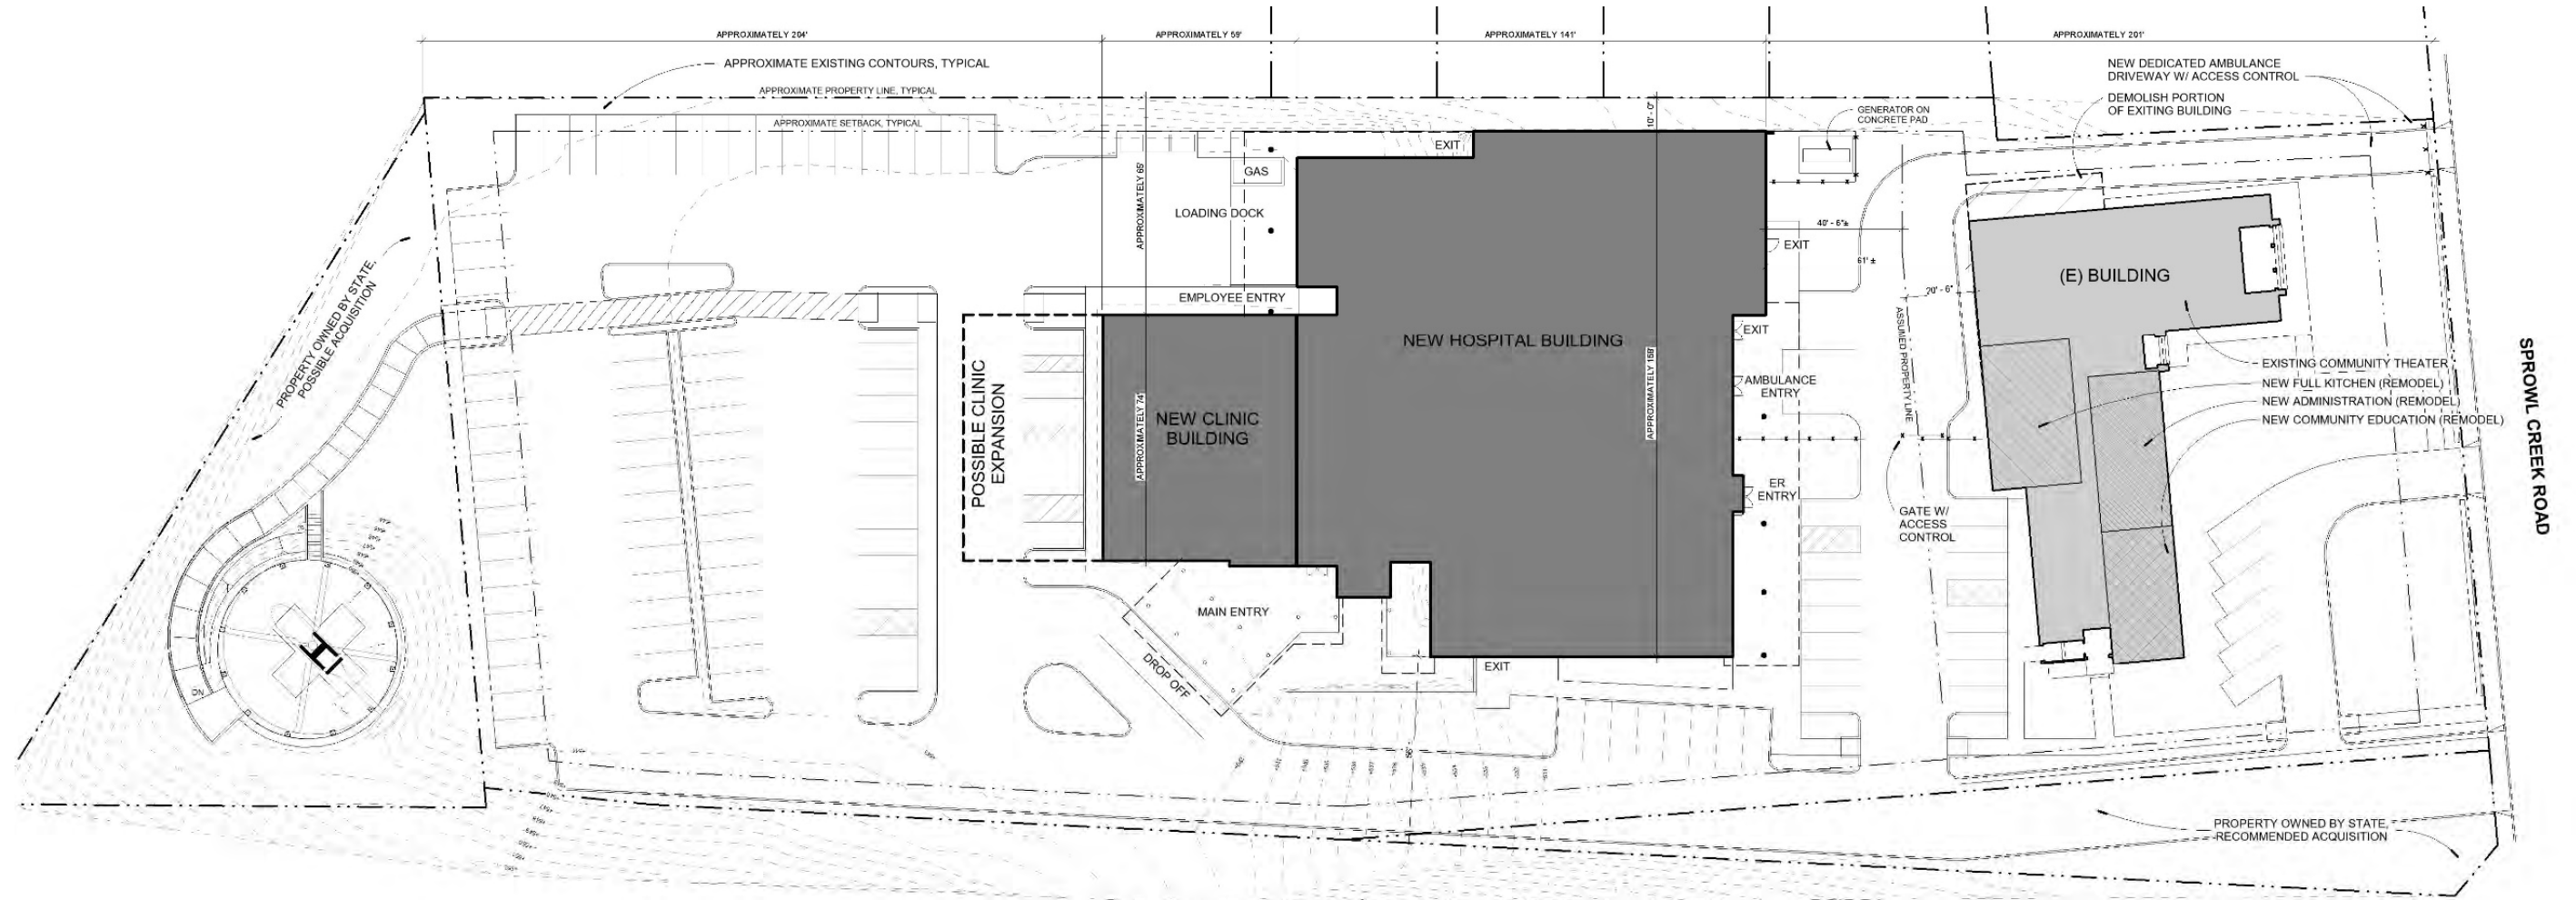 APPROXIMATELY 204'
APPROXIMATELY 59'
APPROXIMATELY 141'
APPROXIMATELY 201'
APPROXIMATE EXISTING CONTOURS, TYPICAL
APPROXIMATE PROPERTY LINE, TYPICAL
APPROXIMATE SETBACK, TYPICAL
NEW DEDICATED AMBULANCE
DRIVEWAY W/ ACCESS CONTROL
DEMOLISH PORTION
OF EXITING BUILDING
GENERATOR ON
CONCRETE PAD
10'- 0"
EXIT
GAS
LOADING DOCK
APPROXIMATELY 65'
40' - 6"±
EXIT
61' ±
20' - 6"
(E) BUILDING
PROPERTY OWNED BY STATE,
POSSIBLE ACQUISITION
EMPLOYEE ENTRY
NEW HOSPITAL BUILDING
EXIT
ASSUMED PROPERTY LINE
SPROWL CREEK ROAD
POSSIBLE CLINIC
EXPANSION
NEW CLINIC
BUILDING
APPROXIMATELY 74'
APPROXIMATELY 158'
AMBULANCE
ENTRY
EXISTING COMMUNITY THEATER
NEW FULL KITCHEN (REMODEL)
NEW ADMINISTRATION (REMODEL)
NEW COMMUNITY EDUCATION (REMODEL)
ER
ENTRY
GATE W/
ACCESS
CONTROL
MAIN ENTRY
DROP OFF
EXIT
H
DN
PROPERTY OWNED BY STATE,
RECOMMENDED ACQUISITION